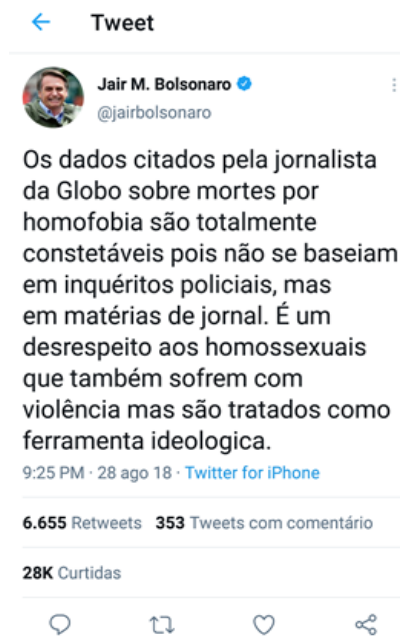 Tweet
Jair M. Bolsonaro
@jairbolsonaro
Os dados citados pela jornalista
da Globo sobre mortes por
homofobia são totalmente
constetáveis pois não se baseiam
em inquéritos policiais, mas
em matérias de jornal. É um
desrespeito aos homossexuais
que também sofrem com
violência mas são tratados como
ferramenta ideologica.
9:25 PM · 28 ago 18 · Twitter for iPhone
6.655 Retweets 353 Tweets com comentário
28K Curtidas